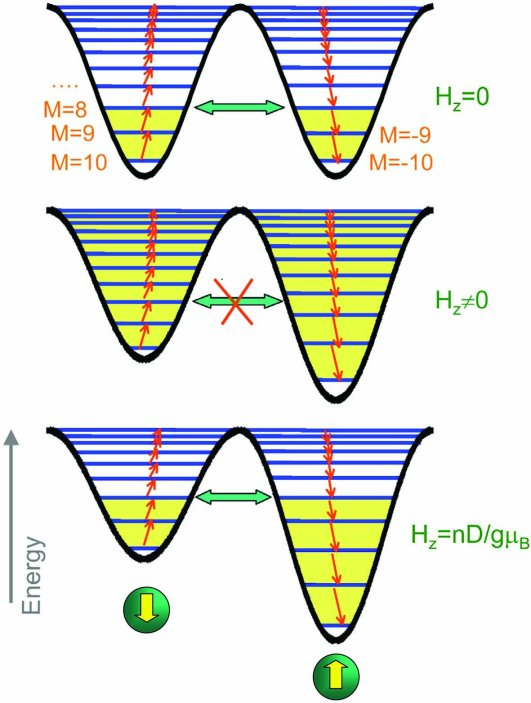 ....
M=8
M=9
M=10
M=-9
M=-10
H_z=0
H_z≠0
H_z=nD/gμ_B
Energy